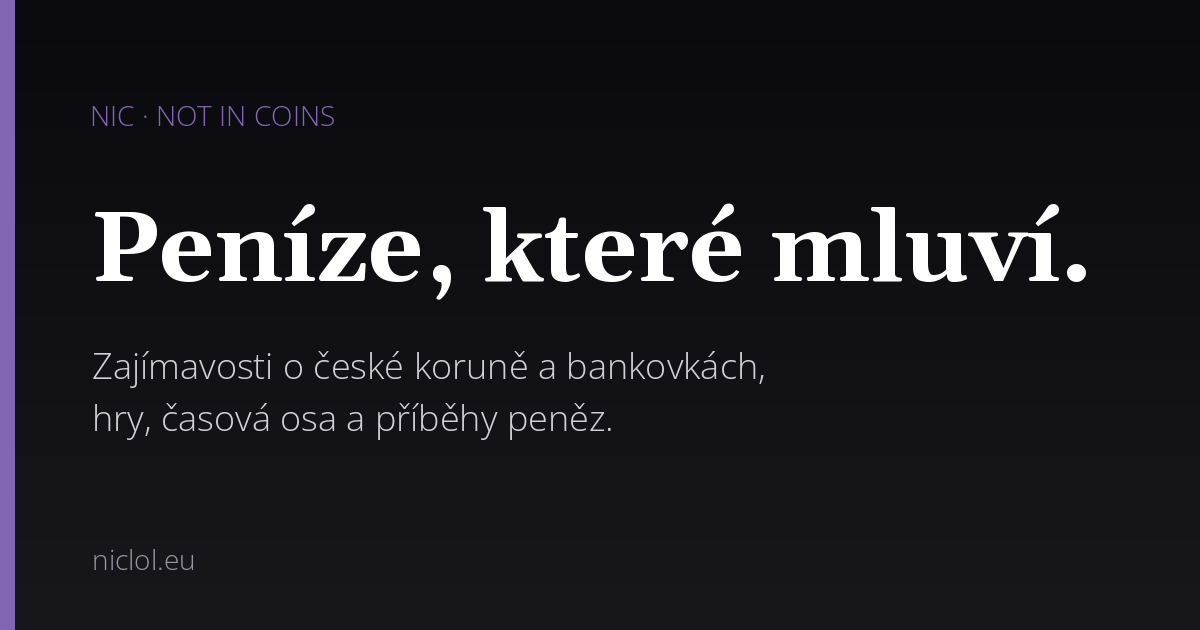 NIC · NOT IN COINS
Peníze, které mluví.
Zajímavosti o české koruně a bankovkách,
hry, časová osa a příběhy peněz.
niclol.eu